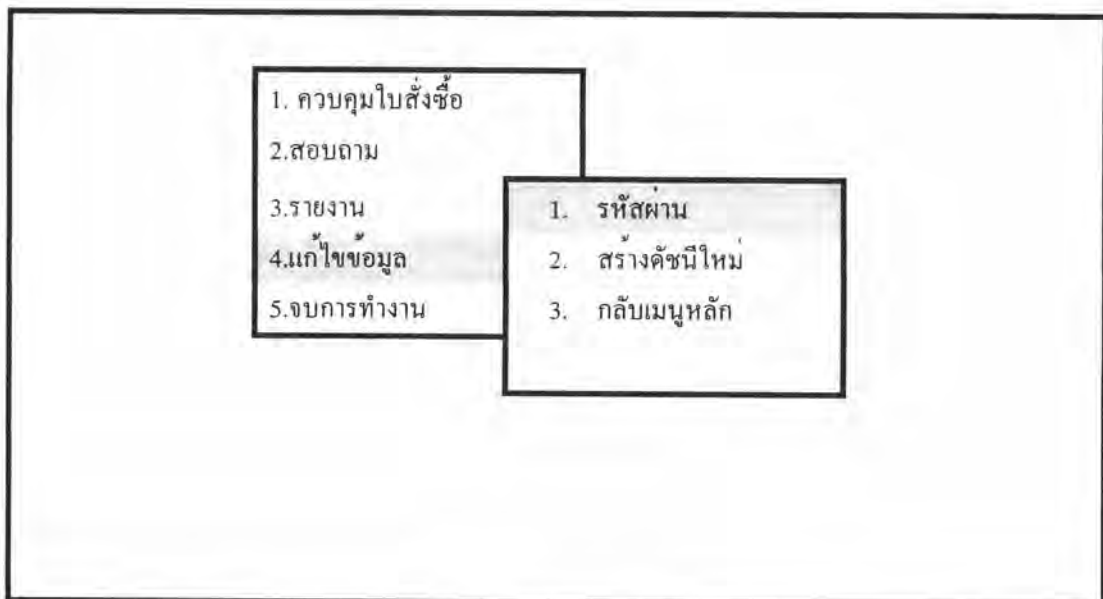 1. ควบคุมใบสั่งซื้อ
2.สอบถาม
3.รายงาน
4.แก้ไขข้อมูล
5.จบการทำงาน
1. รหัสผ่าน
2. สร้างดัชนีใหม่
3. กลับเมนูหลัก